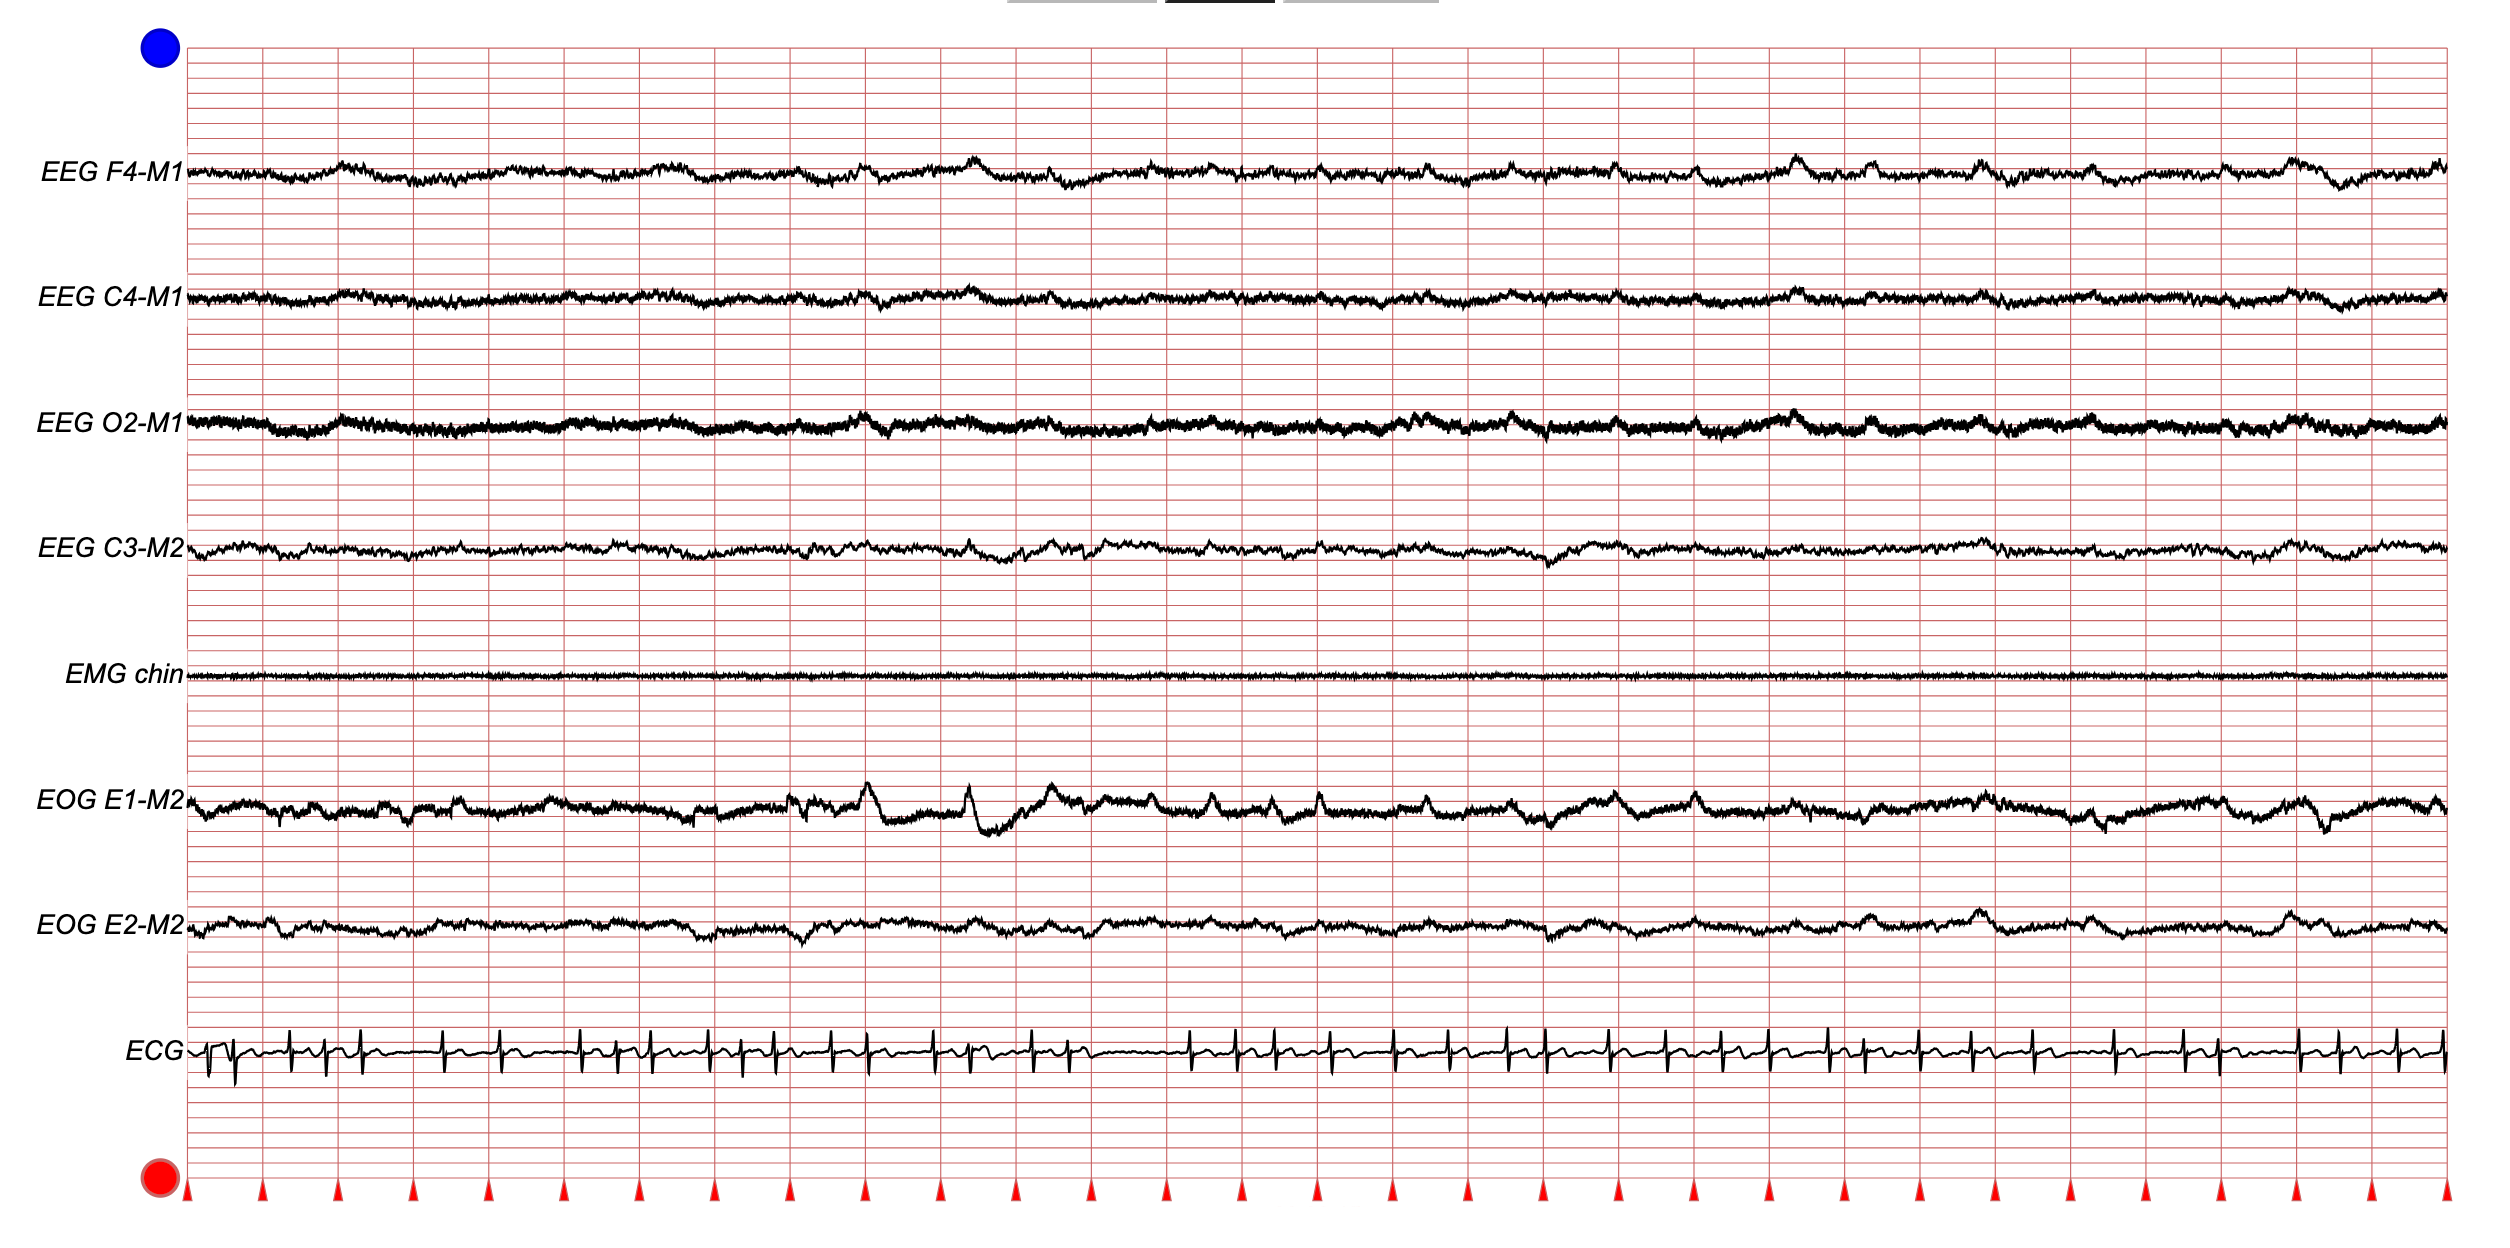 EEG F4-M1
EEG C4-M1
EEG O2-M1
EEG C3-M2
EMG chin
EOG E1-M2
EOG E2-M2
ECG